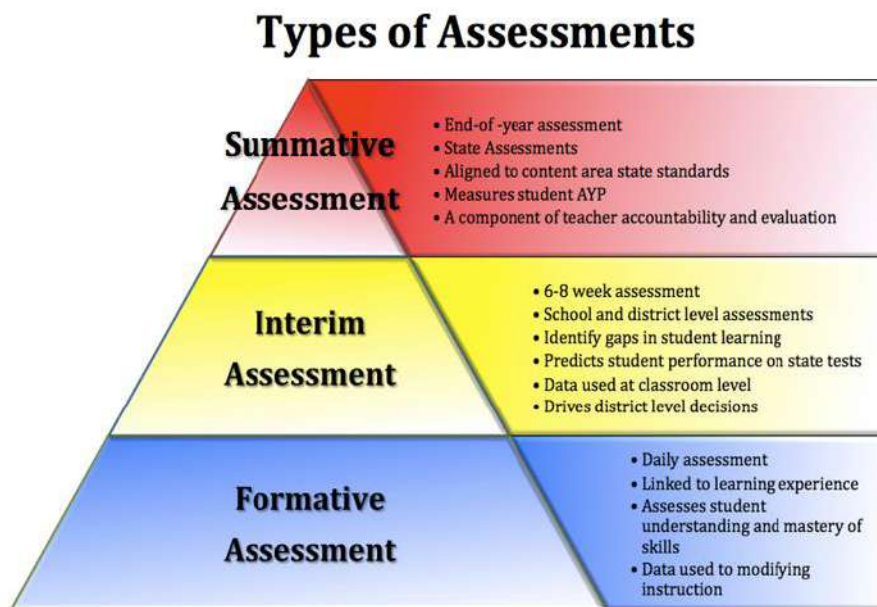 Types of Assessments
Summative
Assessment
• End-of -year assessment
• State Assessments
• Aligned to content area state standards
• Measures student AYP
• A component of teacher accountability and evaluation
Interim
Assessment
• 6-8 week assessment
• School and district level assessments
• Identify gaps in student learning
• Predicts student performance on state tests
• Data used at classroom level
• Drives district level decisions
Formative
Assessment
• Daily assessment
• Linked to learning experience
• Assesses student
understanding and mastery of
skills
• Data used to modifying
instruction